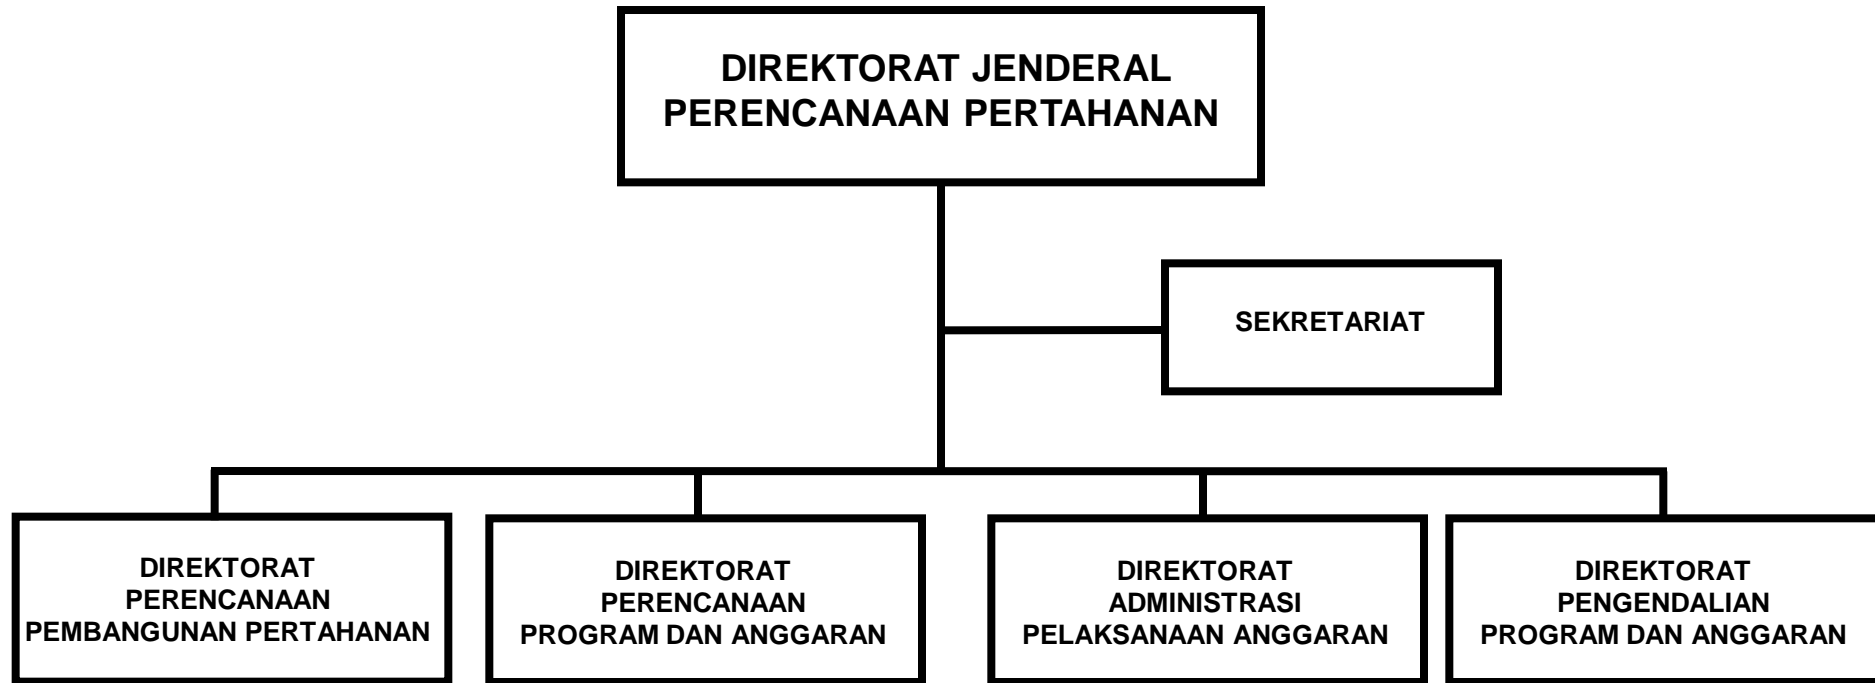 DIREKTORAT JENDERAL
PERENCANAAN PERTAHANAN
SEKRETARIAT
DIREKTORAT
PERENCANAAN
PEMBANGUNAN PERTAHANAN
DIREKTORAT
PERENCANAAN
PROGRAM DAN ANGGARAN
DIREKTORAT
ADMINISTRASI
PELAKSANAAN ANGGARAN
DIREKTORAT
PENGENDALIAN
PROGRAM DAN ANGGARAN